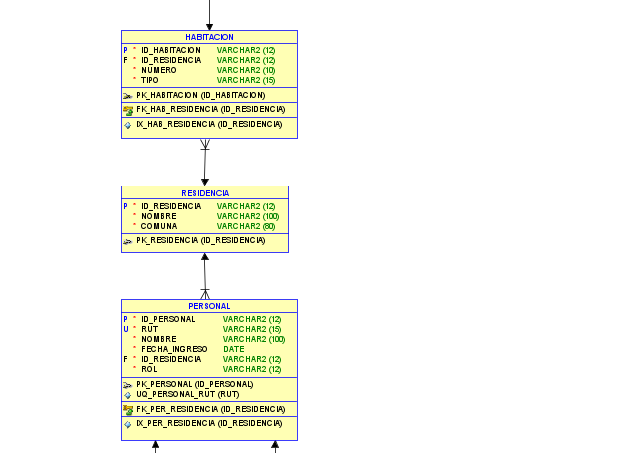 HABITACION
P * ID_HABITACION VARCHAR2 (12)
F * ID_RESIDENCIA VARCHAR2 (12)
* NUMERO VARCHAR2 (10)
* TIPO VARCHAR2 (15)
PK_HABITACION (ID_HABITACION)
FK_HAB_RESIDENCIA (ID_RESIDENCIA)
IX_HAB_RESIDENCIA (ID_RESIDENCIA)
RESIDENCIA
P * ID_RESIDENCIA VARCHAR2 (12)
* NOMBRE VARCHAR2 (100)
* COMUNA VARCHAR2 (80)
PK_RESIDENCIA (ID_RESIDENCIA)
PERSONAL
P * ID_PERSONAL VARCHAR2 (12)
U * RUT VARCHAR2 (15)
* NOMBRE VARCHAR2 (100)
* FECHA_INGRESO DATE
F * ID_RESIDENCIA VARCHAR2 (12)
* ROL VARCHAR2 (12)
PK_PERSONAL (ID_PERSONAL)
UQ_PERSONAL_RUT (RUT)
FK_PER_RESIDENCIA (ID_RESIDENCIA)
IX_PER_RESIDENCIA (ID_RESIDENCIA)